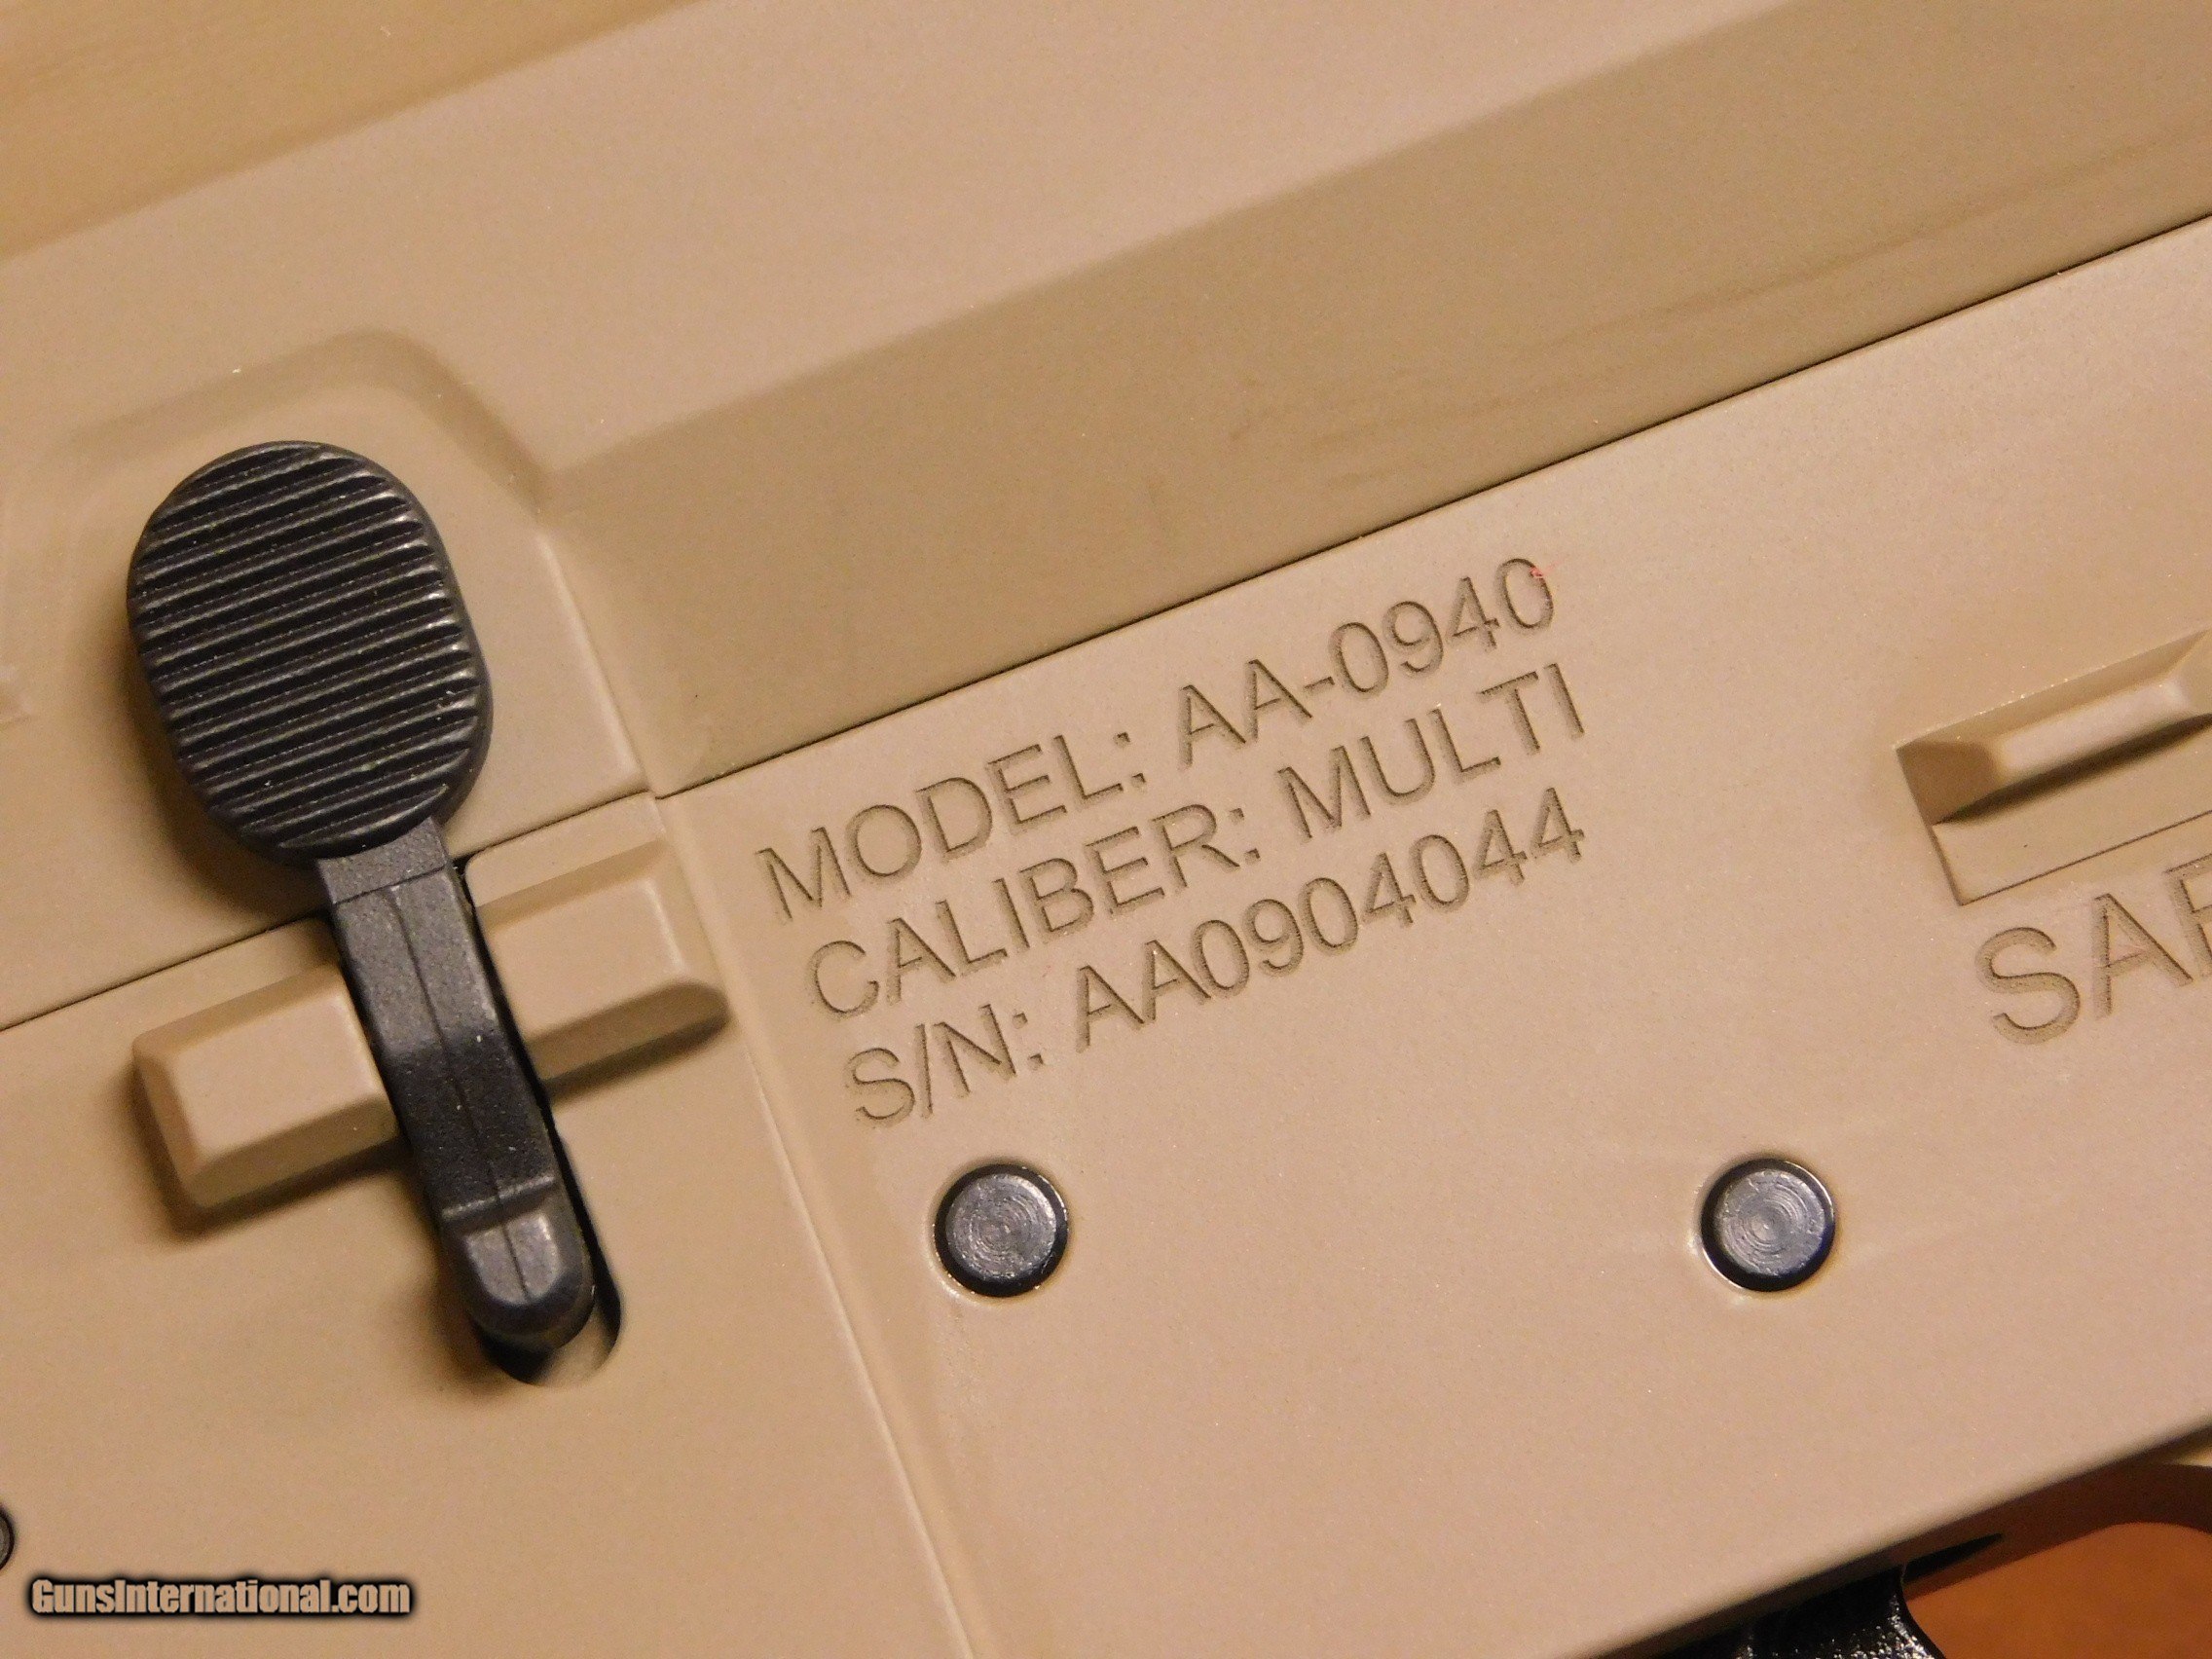 MODEL: AA-0940
CALIBER: MULTI
S/N: AA0904044
GunsInternational.com